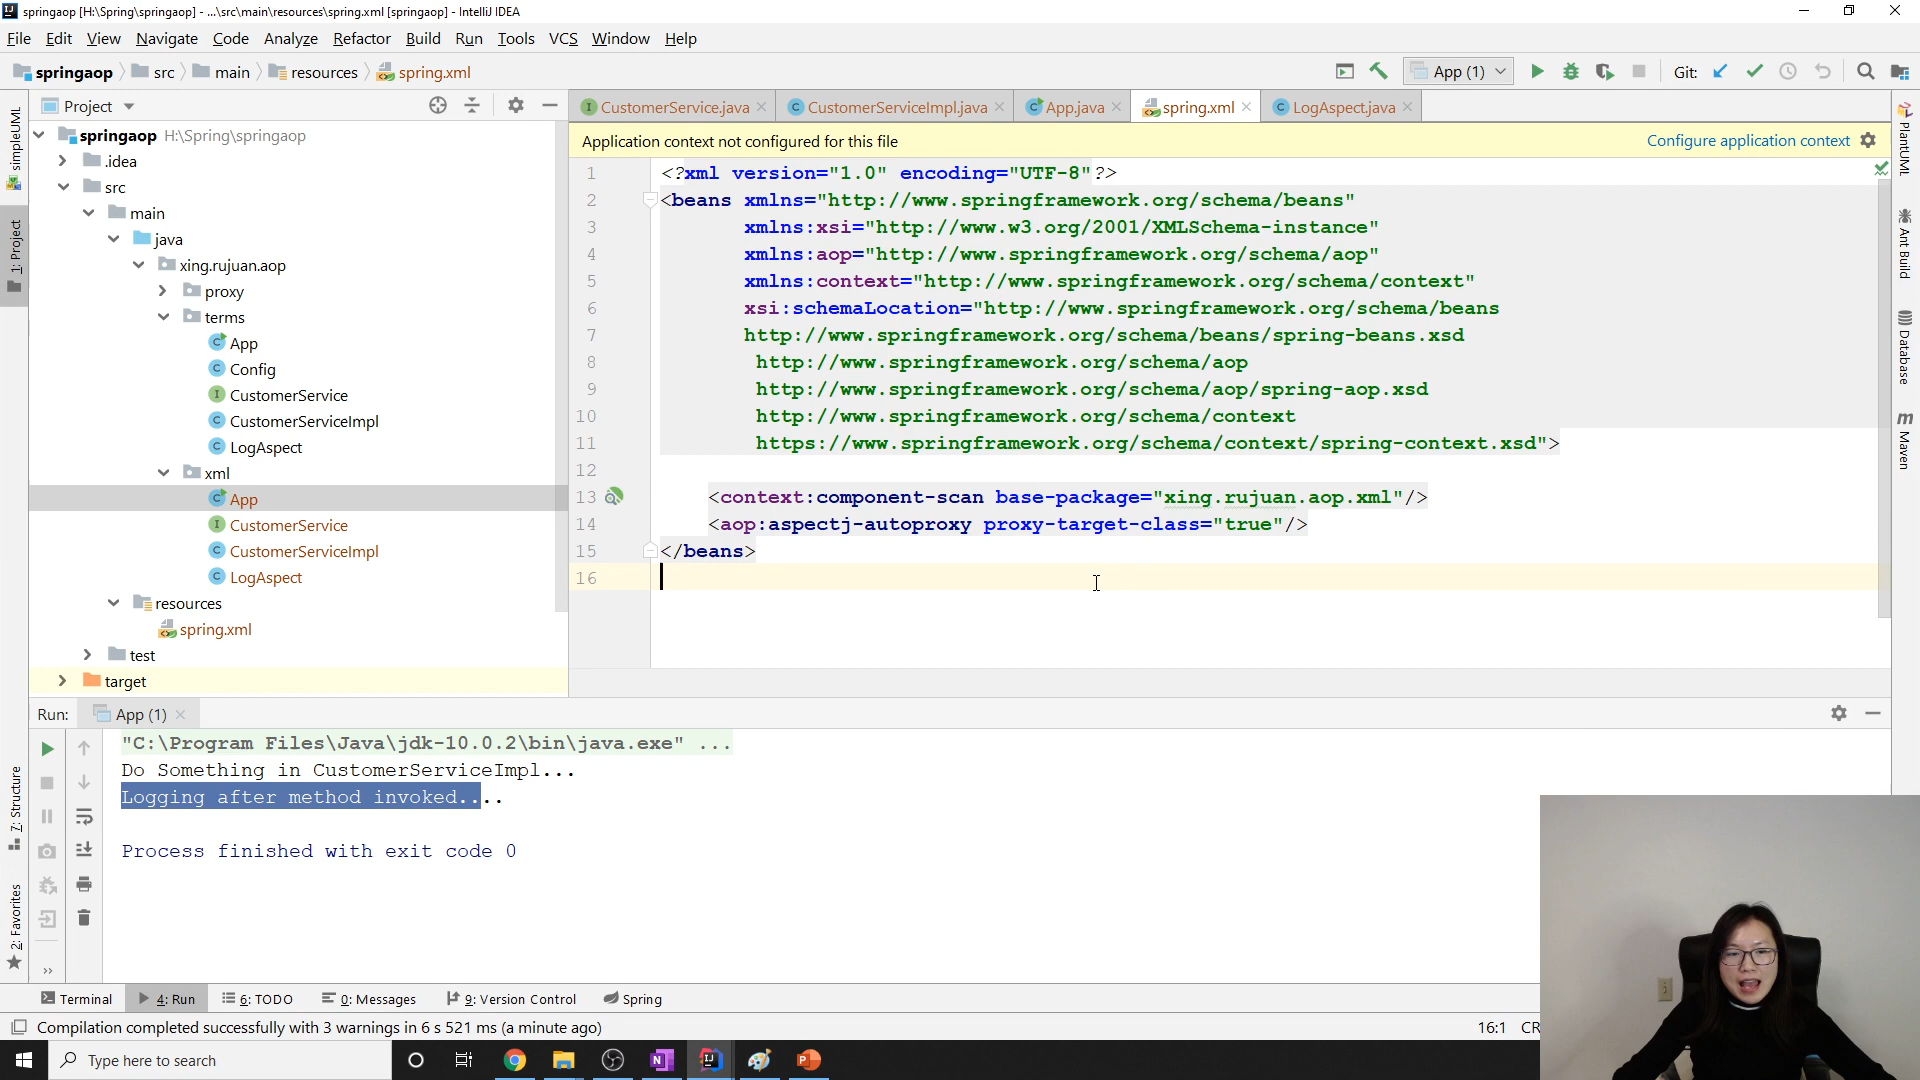 springaop [H:\Spring\springaop] - ...\src\main\resources\spring.xml [springaop] - IntelliJ IDEA
File Edit View Navigate Code Analyze Refactor Build Run Tools VCS Window Help
springaop src main resources spring.xml App (1) Git:
Project CustomerService.java CustomerServiceImpl.java App.java spring.xml LogAspect.java
springaop H:\Spring\springaop
.idea
src
main
java
xing.rujuan.aop
proxy
terms
App
Config
CustomerService
CustomerServiceImpl
LogAspect
xml
App
CustomerService
CustomerServiceImpl
LogAspect
resources
spring.xml
test
target
simpleUML
1: Project
7: Structure
2: Favorites
Application context not configured for this file Configure application context
1 <?xml version="1.0" encoding="UTF-8"?>
2 <beans xmlns="http://www.springframework.org/schema/beans"
3 xmlns:xsi="http://www.w3.org/2001/XMLSchema-instance"
4 xmlns:aop="http://www.springframework.org/schema/aop"
5 xmlns:context="http://www.springframework.org/schema/context"
6 xsi:schemaLocation="http://www.springframework.org/schema/beans
7 http://www.springframework.org/schema/beans/spring-beans.xsd
8 http://www.springframework.org/schema/aop
9 http://www.springframework.org/schema/aop/spring-aop.xsd
10 http://www.springframework.org/schema/context
11 https://www.springframework.org/schema/context/spring-context.xsd">
12
13 <context:component-scan base-package="xing.rujuan.aop.xml"/>
14 <aop:aspectj-autoproxy proxy-target-class="true"/>
15 </beans>
16
PlantUML
Ant Build
Database
Maven
Run: App (1)
"C:\Program Files\Java\jdk-10.0.2\bin\java.exe" ...
Do Something in CustomerServiceImpl...
Logging after method invoked....
Process finished with exit code 0
Terminal 4: Run 6: TODO 0: Messages 9: Version Control Spring
Compilation completed successfully with 3 warnings in 6 s 521 ms (a minute ago) 16:1 CR
Type here to search